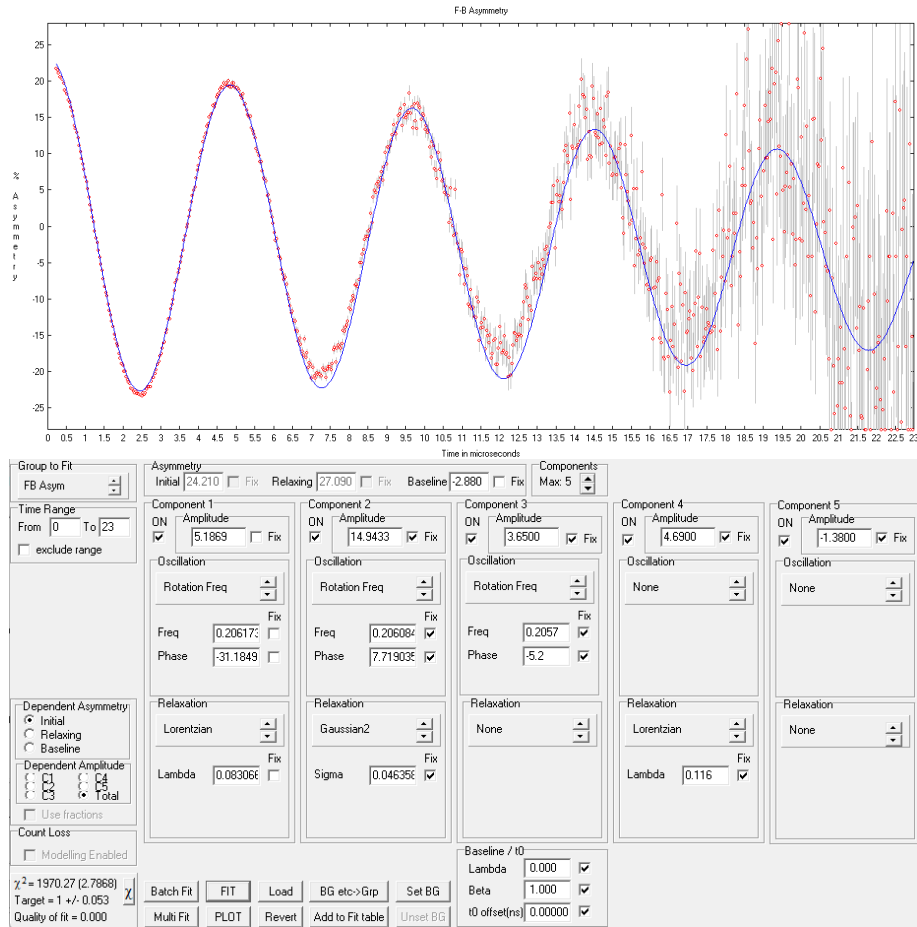 F-B Asymmetry
25
20
15
10
5
0
-5
-10
-15
-20
-25
% Asymmetry
0 0.5 1 1.5 2 2.5 3 3.5 4 4.5 5 5.5 6 6.5 7 7.5 8 8.5 9 9.5 10 10.5 11 11.5 12 12.5 13 13.5 14 14.5 15 15.5 16 16.5 17 17.5 18 18.5 19 19.5 20 20.5 21 21.5 22 22.5 23
Time in microseconds
Group to Fit
FB Asym
Asymmetry
Initial 24.210 Fix Relaxing 27.090 Fix Baseline -2.880 Fix
Components
Max: 5
Time Range
From 0 To 23
exclude range
Component 1
ON Amplitude
5.1869 Fix
Oscillation
Rotation Freq
Fix
Freq 0.206173
Phase -31.1849
Relaxation
Lorentzian
Fix
Lambda 0.083066
Component 2
ON Amplitude
14.9433 Fix
Oscillation
Rotation Freq
Fix
Freq 0.206084
Phase 7.719035
Relaxation
Gaussian2
Fix
Sigma 0.046358
Component 3
ON Amplitude
3.6500 Fix
Oscillation
Rotation Freq
Fix
Freq 0.2057
Phase -5.2
Relaxation
None
Component 4
ON Amplitude
4.6900 Fix
Oscillation
None
Relaxation
Lorentzian
Fix
Lambda 0.116
Component 5
ON Amplitude
-1.3800 Fix
Oscillation
None
Relaxation
None
Dependent Asymmetry
Initial
Relaxing
Baseline
Dependent Amplitude
C1 C4
C2 C5
C3 Total
Use fractions
Count Loss
Modelling Enabled
χ² = 1970.27 (2.7868)
Target = 1 +/- 0.053
Quality of fit = 0.000
χ
Batch Fit FIT Load BG etc->Grp Set BG
Multi Fit PLOT Revert Add to Fit table Unset BG
Baseline / t0
Lambda 0.000
Beta 1.000
t0 offset(ns) 0.00000